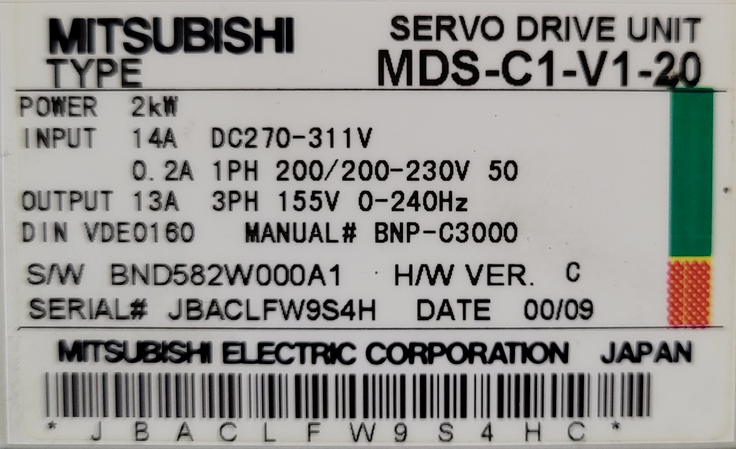 MITSUBISHI SERVO DRIVE UNIT
TYPE MDS-C1-V1-20
POWER 2kW
INPUT 14A DC270-311V
0.2A 1PH 200/200-230V 50
OUTPUT 13A 3PH 155V 0-240Hz
DIN VDE0160 MANUAL# BNP-C3000
S/W BND582W000A1 H/W VER. C
SERIAL# JBACLFW9S4H DATE 00/09
MITSUBISHI ELECTRIC CORPORATION JAPAN
* J B A C L F W 9 S 4 H C *